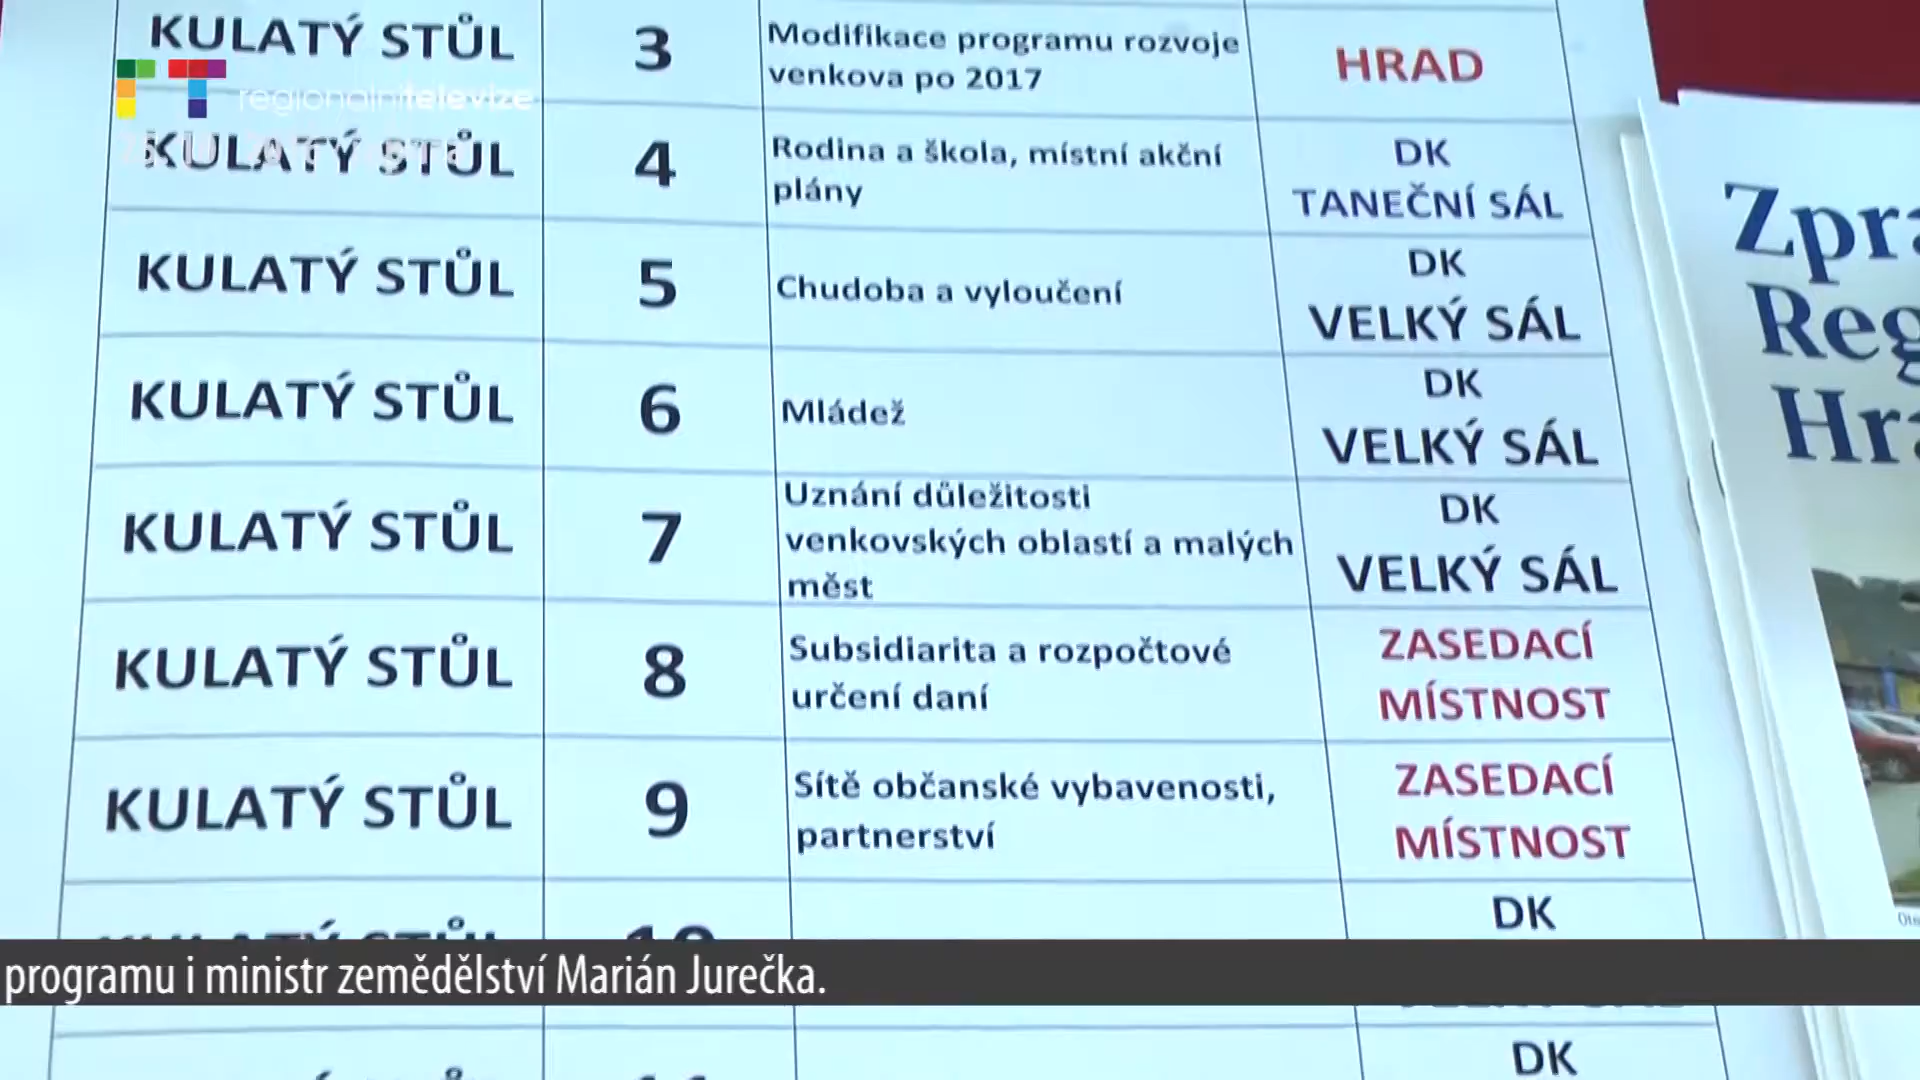 KULATÝ STŮL 3 Modifikace programu rozvoje
venkova po 2017
HRAD
regionalnitelevize
KULATÝ STŮL 4 Rodina a škola, místní akční
plány
DK
TANEČNÍ SÁL
KULATÝ STŮL 5 Chudoba a vyloučení
DK
VELKÝ SÁL
KULATÝ STŮL 6 Mládež
DK
VELKÝ SÁL
KULATÝ STŮL 7 Uznání důležitosti
venkovských oblastí a malých
měst
DK
VELKÝ SÁL
KULATÝ STŮL 8 Subsidiarita a rozpočtové
určení daní
ZASEDACÍ
MÍSTNOST
KULATÝ STŮL 9 Sítě občanské vybavenosti,
partnerství
ZASEDACÍ
MÍSTNOST
KULATÝ STŮL 10
DK
programu i ministr zemědělství Marián Jurečka.
DK